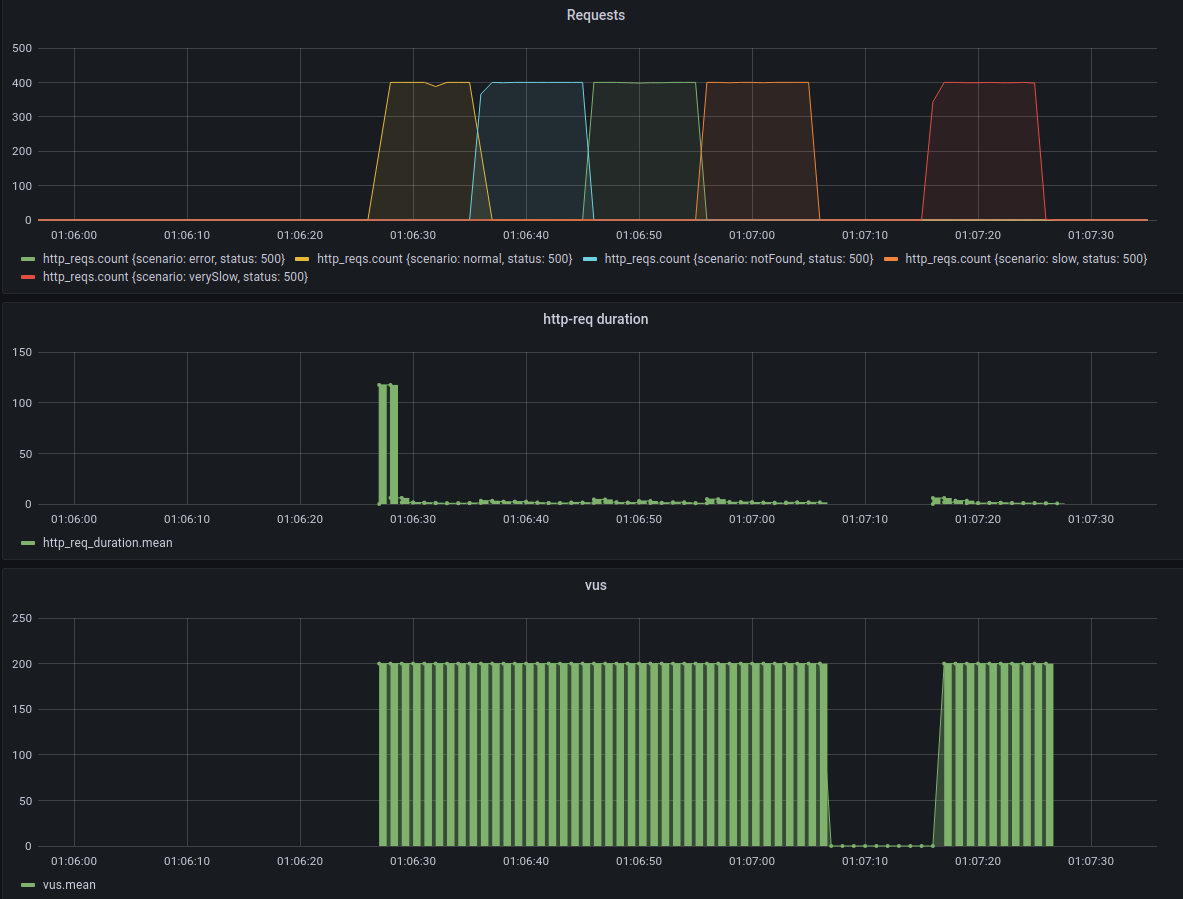 Requests
500
400
300
200
100
0
01:06:00 01:06:10 01:06:20 01:06:30 01:06:40 01:06:50 01:07:00 01:07:10 01:07:20 01:07:30
http_reqs.count {scenario: error, status: 500} http_reqs.count {scenario: normal, status: 500} http_reqs.count {scenario: notFound, status: 500} http_reqs.count {scenario: slow, status: 500}
http_reqs.count {scenario: verySlow, status: 500}
http-req duration
150
100
50
0
01:06:00 01:06:10 01:06:20 01:06:30 01:06:40 01:06:50 01:07:00 01:07:10 01:07:20 01:07:30
http_req_duration.mean
vus
250
200
150
100
50
0
01:06:00 01:06:10 01:06:20 01:06:30 01:06:40 01:06:50 01:07:00 01:07:10 01:07:20 01:07:30
vus.mean